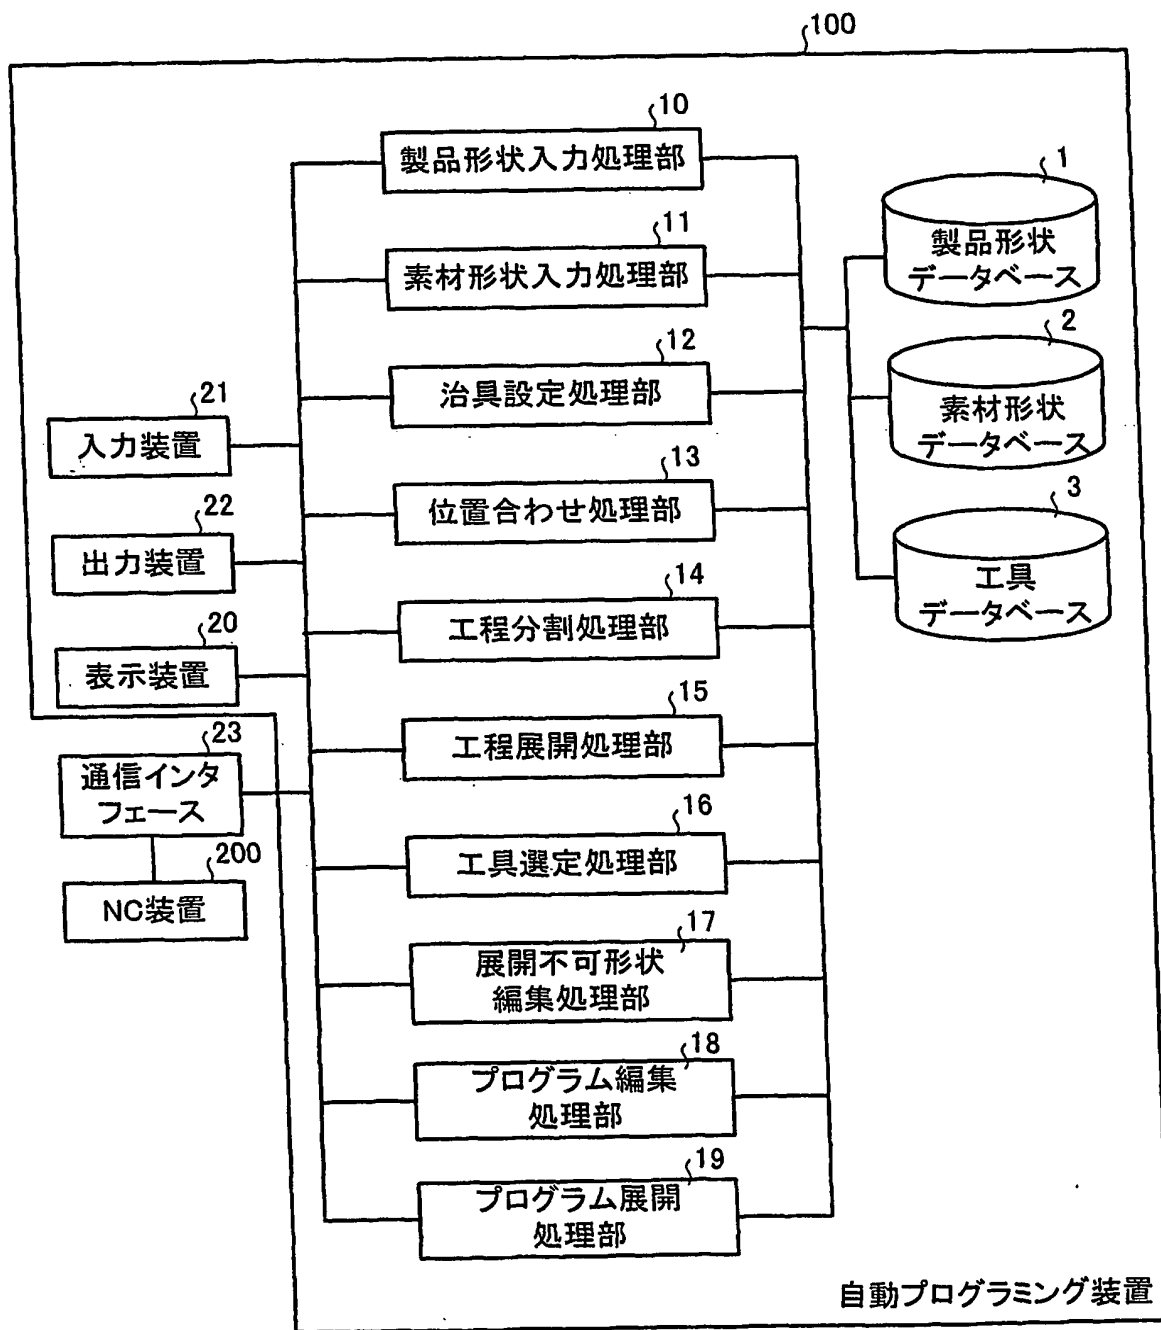 100
10
製品形状入力処理部
11
素材形状入力処理部
12
治具設定処理部
13
位置合わせ処理部
14
工程分割処理部
15
工程展開処理部
16
工具選定処理部
17
展開不可形状
編集処理部
18
プログラム編集
処理部
19
プログラム展開
処理部
21
入力装置
22
出力装置
20
表示装置
23
通信インタ
フェース
200
NC装置
1
製品形状
データベース
2
素材形状
データベース
3
工具
データベース
自動プログラミング装置